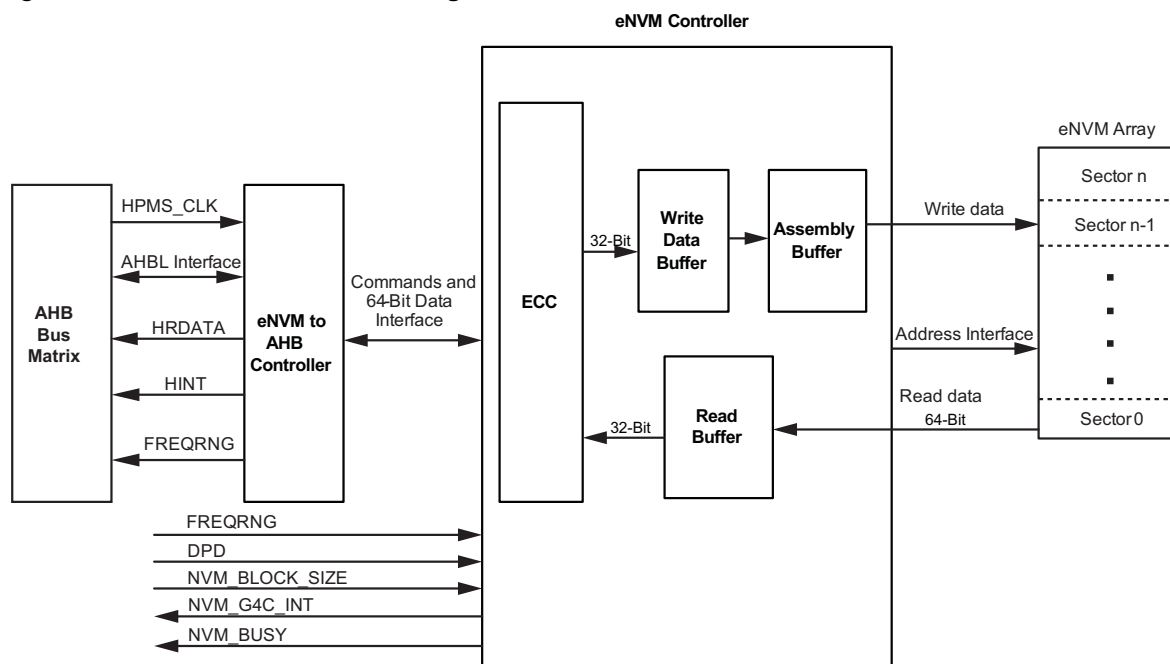 eNVM Controller
eNVM Array
Sector n
Sector n-1
Sector 0
HPMS_CLK
AHBL Interface
HRDATA
HINT
FREQRNG
AHB
Bus
Matrix
eNVM to
AHB
Controller
Commands and
64-Bit Data
Interface
ECC
32-Bit
Write
Data
Buffer
Assembly
Buffer
Write data
Address Interface
Read data
64-Bit
32-Bit
Read
Buffer
FREQRNG
DPD
NVM_BLOCK_SIZE
NVM_G4C_INT
NVM_BUSY